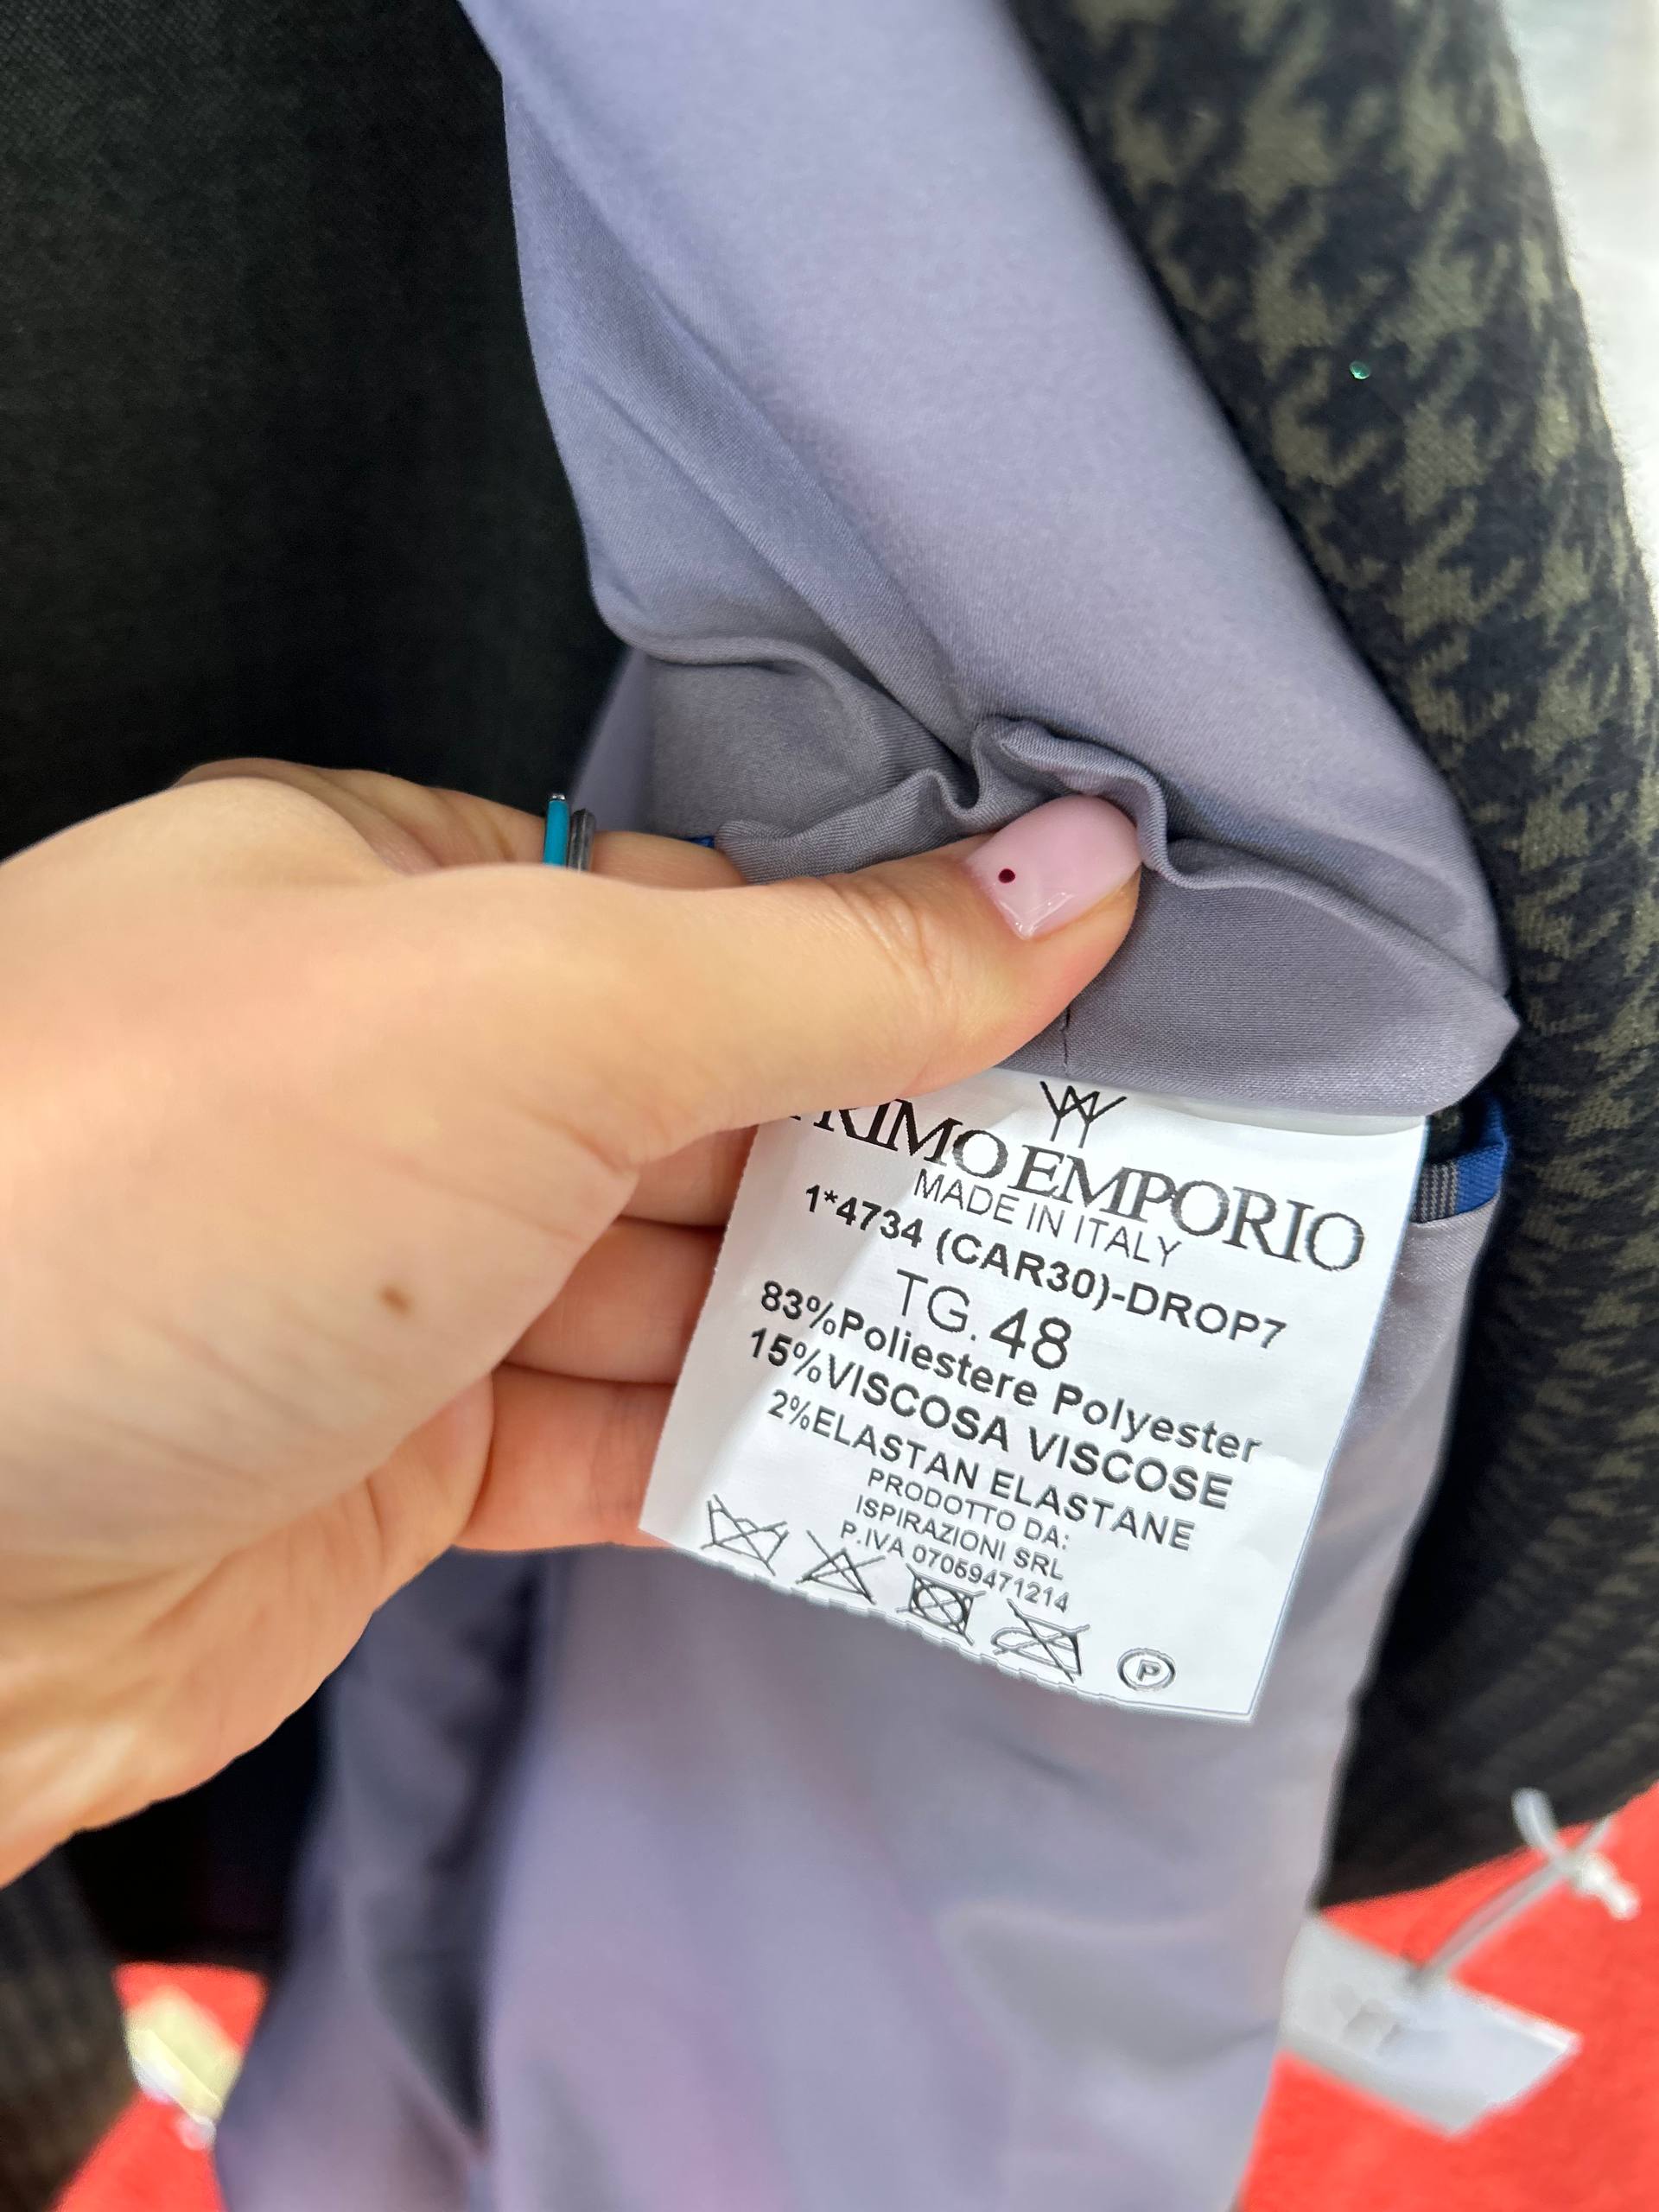 PRIMO EMPORIO
MADE IN ITALY
1*4734 (CAR30)-DROP7
TG. 48
83%Poliestere Polyester
15%VISCOSA VISCOSE
2%ELASTAN ELASTANE
PRODOTTO DA:
ISPIRAZIONI SRL
P.IVA 07059471214
P